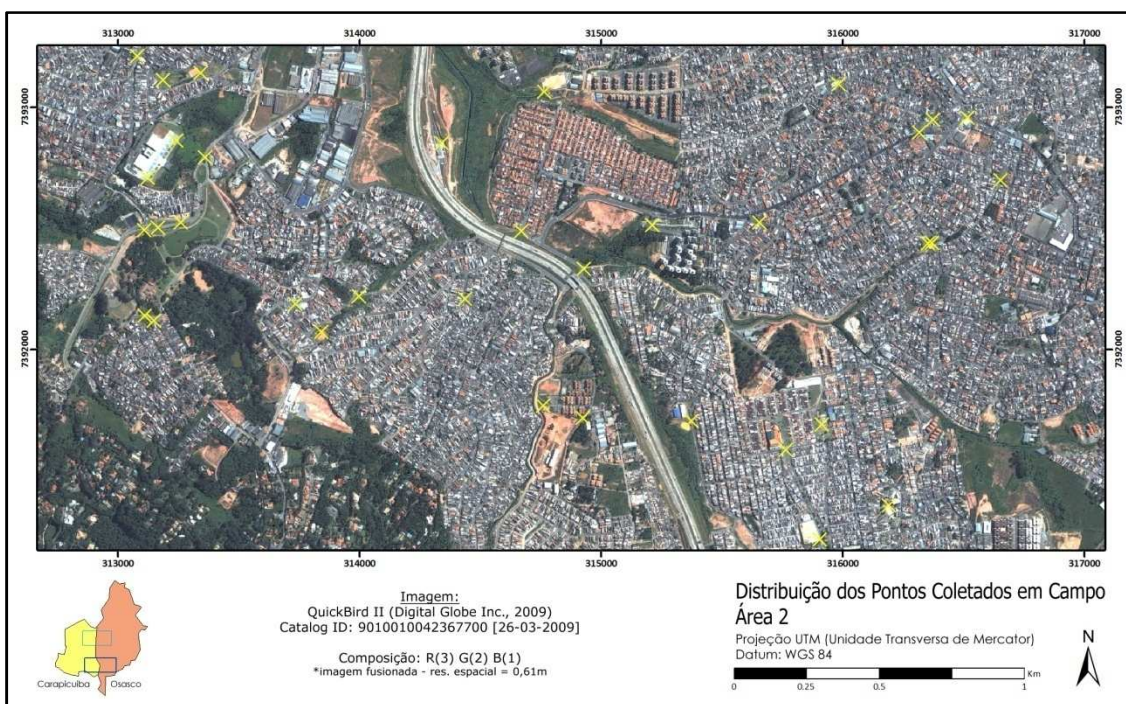 313000 314000 315000 316000 317000
7393000 7393000
7392000 7392000
313000 314000 315000 316000 317000
Imagem:
QuickBird II (Digital Globe Inc., 2009)
Catalog ID: 9010010042367700 [26-03-2009]
Composição: R(3) G(2) B(1)
*imagem fusionada - res. espacial = 0,61m
Carapicuiba Osasco
Distribuição dos Pontos Coletados em Campo
Área 2
Projeção UTM (Unidade Transversa de Mercator)
Datum: WGS 84
N
Km
0 0.25 0.5 1